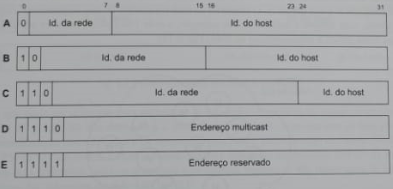 0 7 8 15 16 23 24 31
A 0 Id. da rede Id. do host
B 1 0 Id. da rede Id. do host
C 1 1 0 Id. da rede Id. do host
D 1 1 1 0 Endereço multicast
E 1 1 1 1 Endereço reservado